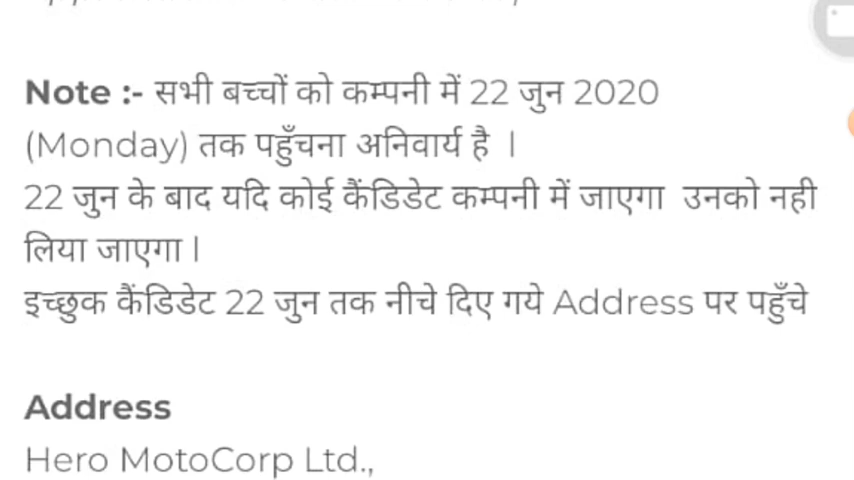 Note :- सभी बच्चों को कम्पनी में 22 जुन 2020
(Monday) तक पहुँचना अनिवार्य है |
22 जुन के बाद यदि कोई कैंडिडेट कम्पनी में जाएगा उनको नही
लिया जाएगा |
इच्छुक कैंडिडेट 22 जुन तक नीचे दिए गये Address पर पहुँचे
Address
Hero MotoCorp Ltd.,